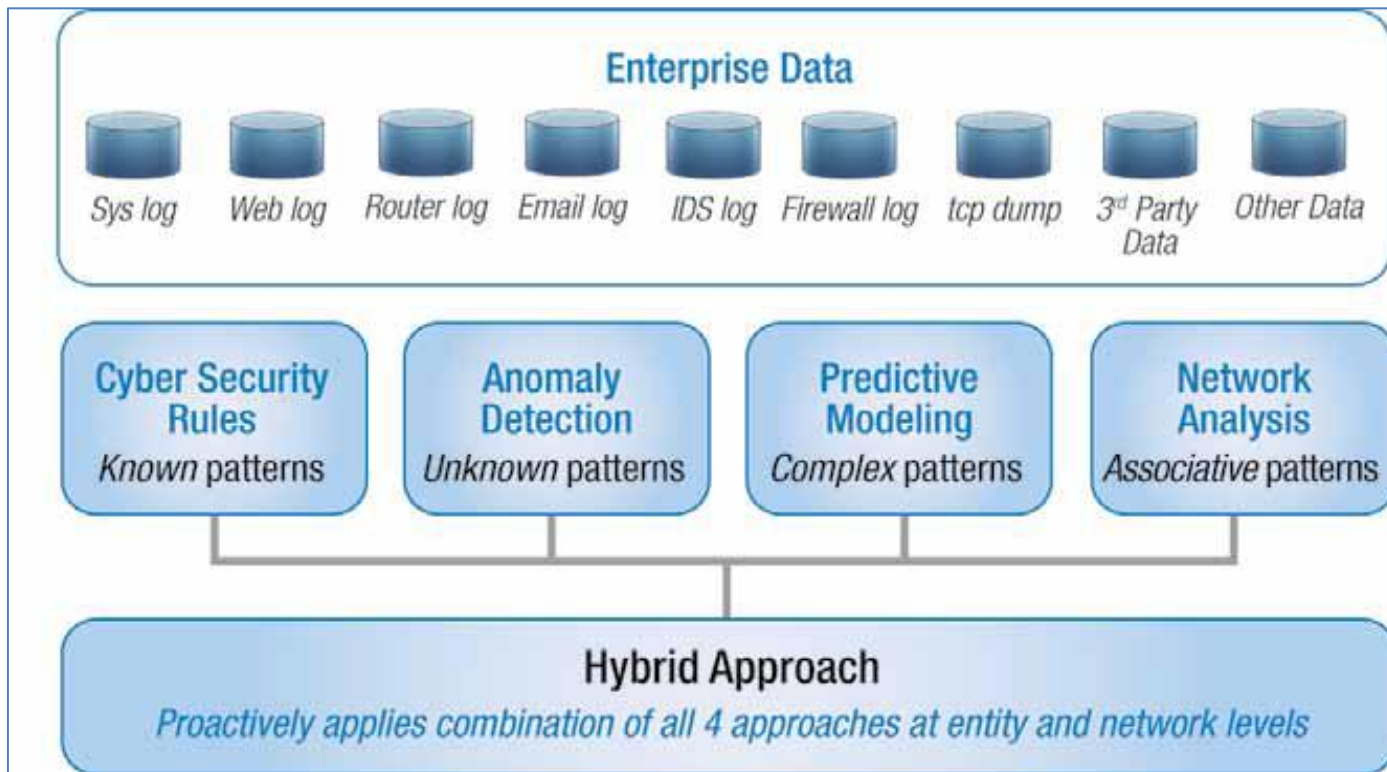 Enterprise Data
Sys log
Web log
Router log
Email log
IDS log
Firewall log
tcp dump
3rd Party
Data
Other Data
Cyber Security
Rules
Known patterns
Anomaly
Detection
Unknown patterns
Predictive
Modeling
Complex patterns
Network
Analysis
Associative patterns
Hybrid Approach
Proactively applies combination of all 4 approaches at entity and network levels